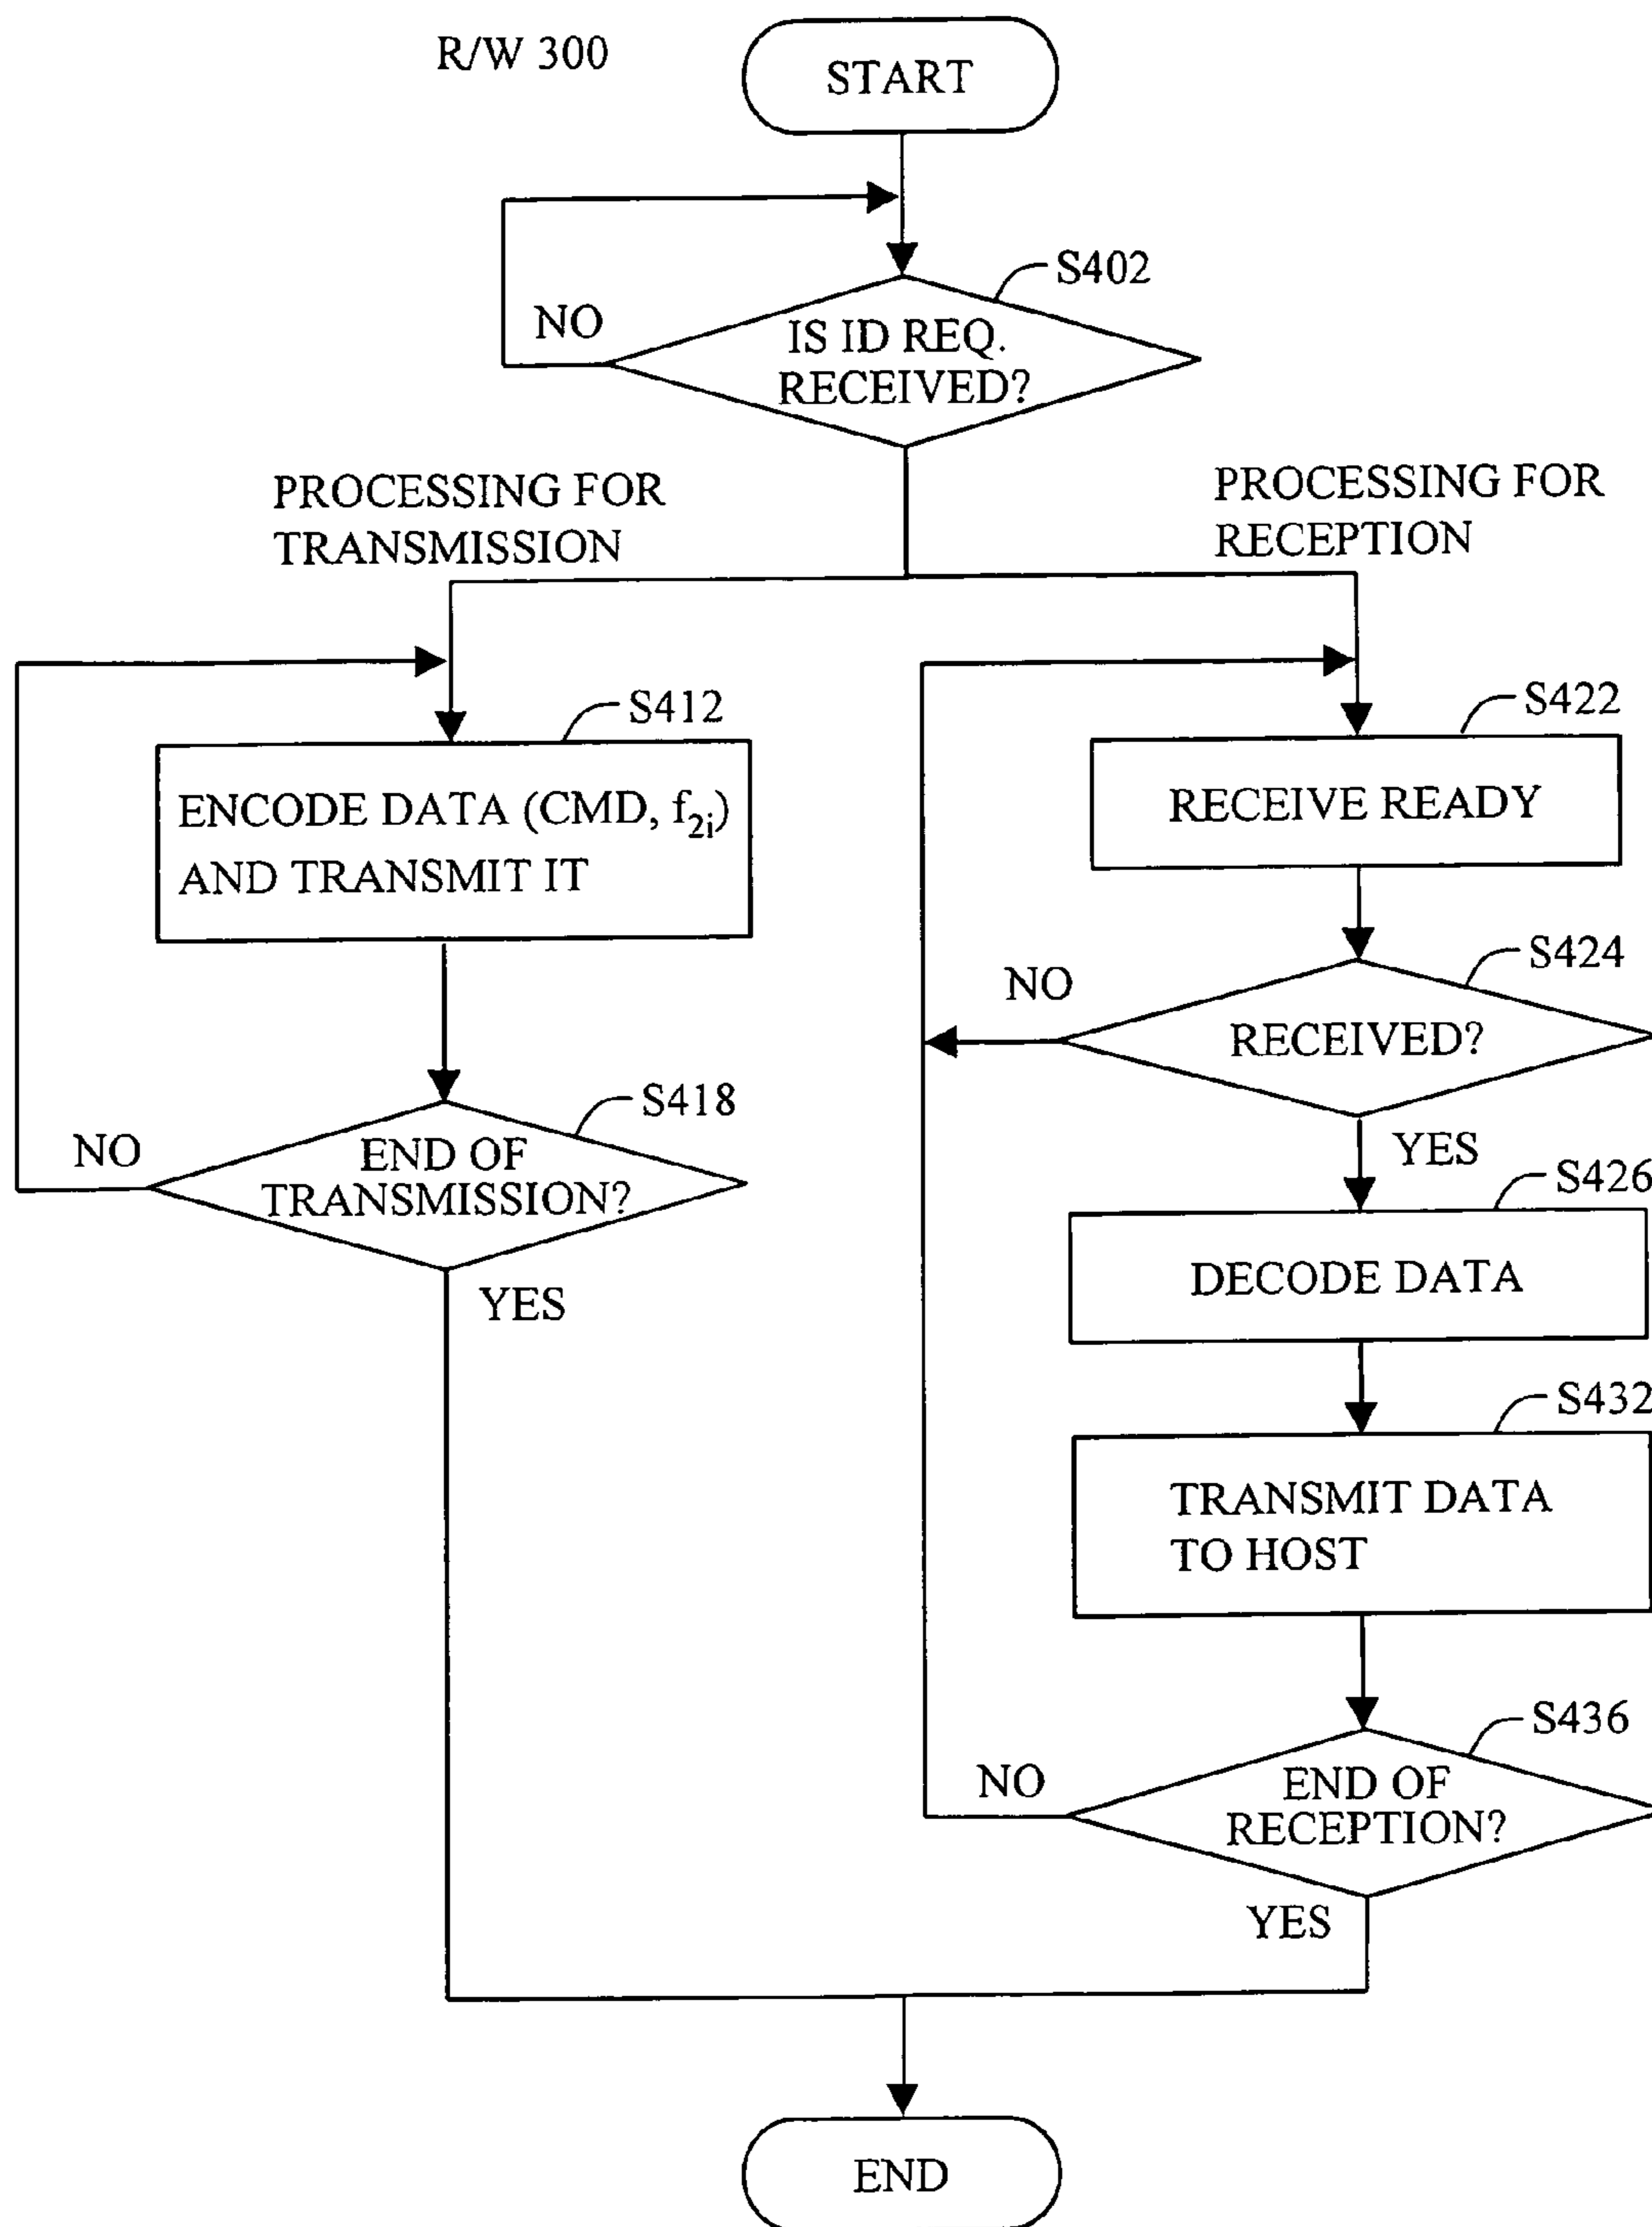 R/W 300
START
S402
NO
IS ID REQ.
RECEIVED?
PROCESSING FOR
TRANSMISSION
PROCESSING FOR
RECEPTION
S412
ENCODE DATA (CMD, f2i)
AND TRANSMIT IT
S418
NO
END OF
TRANSMISSION?
YES
S422
RECEIVE READY
S424
NO
RECEIVED?
YES
S426
DECODE DATA
S432
TRANSMIT DATA
TO HOST
S436
NO
END OF
RECEPTION?
YES
END